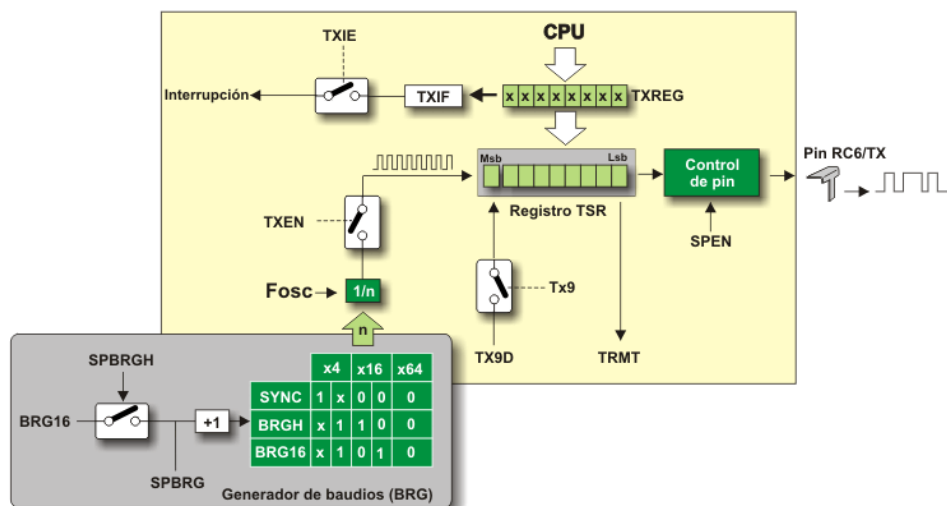 CPU
TXIE
Interrupción
TXIF
x x x x x x x x
TXREG
Msb
Lsb
Registro TSR
Control
de pin
Pin RC6/TX
SPEN
TXEN
Fosc
1/n
n
Tx9
TX9D
TRMT
SPBRGH
BRG16
+1
SPBRG
x4 x16 x64
SYNC 1 x 0 0 0
BRGH x 1 1 0 0
BRG16 x 1 0 1 0
Generador de baudios (BRG)